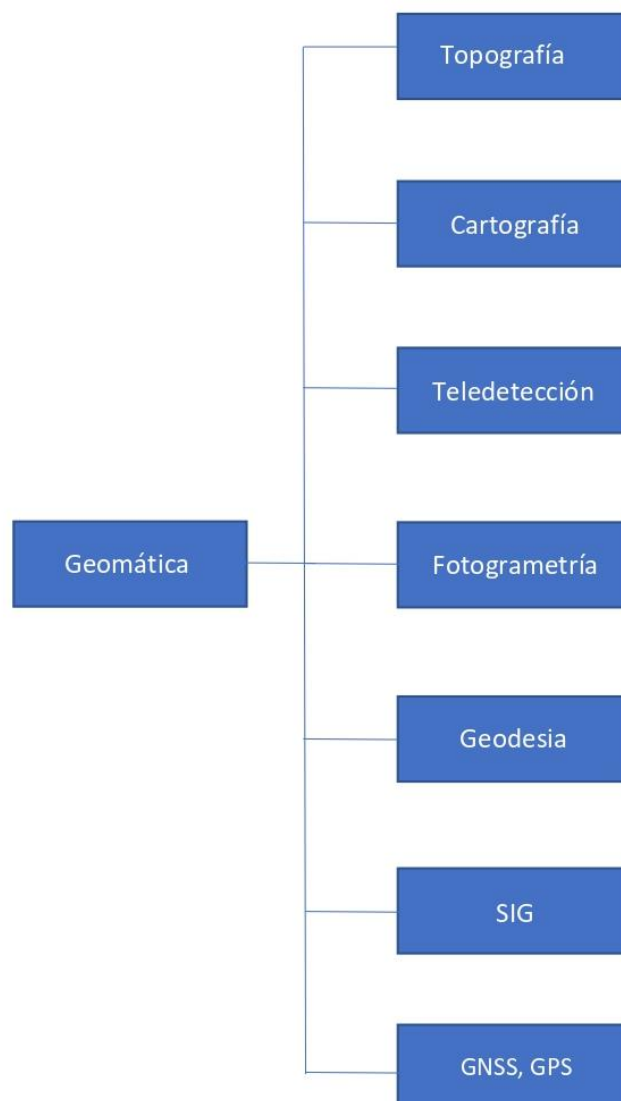 Topografía
Cartografía
Teledetección
Geomática
Fotogrametría
Geodesia
SIG
GNSS, GPS